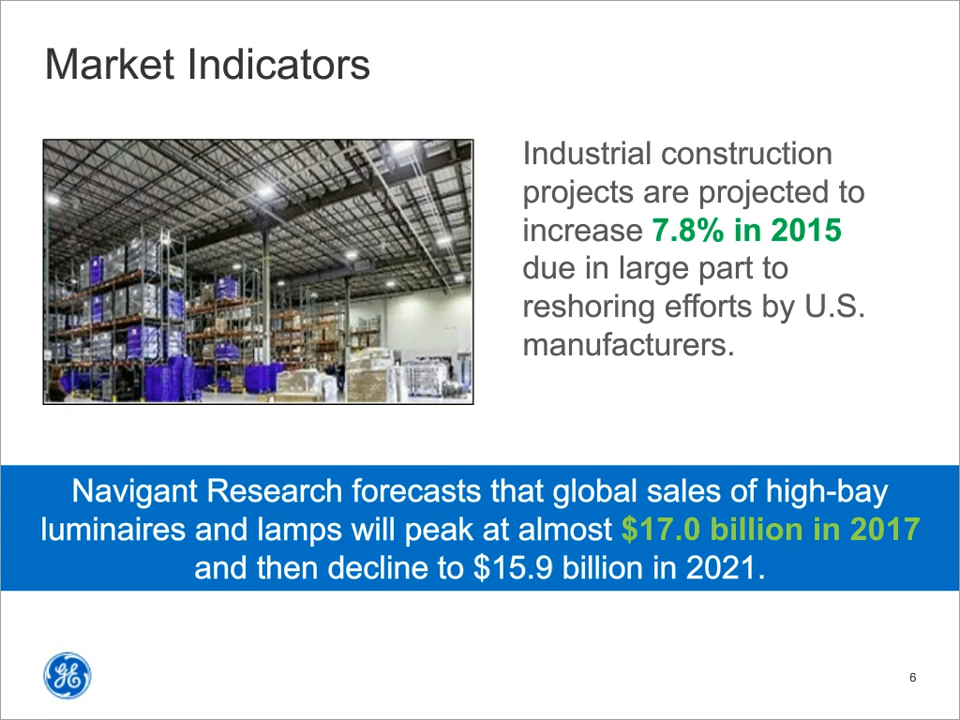 Market Indicators
Industrial construction
projects are projected to
increase 7.8% in 2015
due in large part to
reshoring efforts by U.S.
manufacturers.
Navigant Research forecasts that global sales of high-bay
luminaires and lamps will peak at almost $17.0 billion in 2017
and then decline to $15.9 billion in 2021.
GE
6